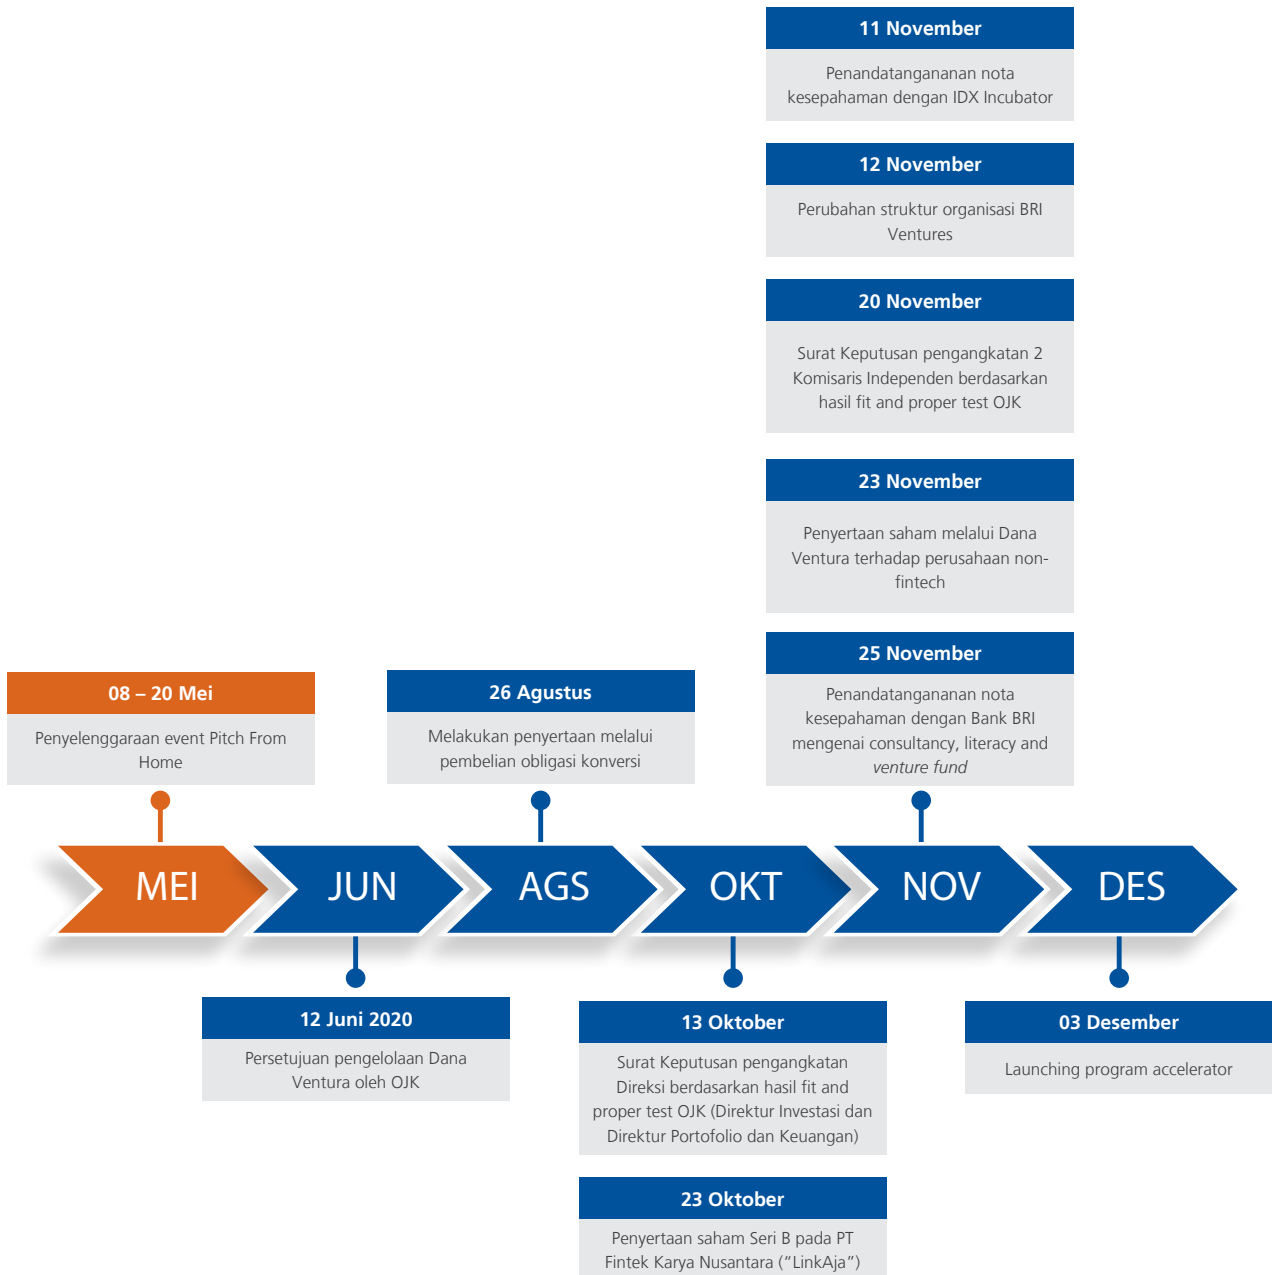 11 November
Penandatangananan nota
kesepahaman dengan IDX Incubator
12 November
Perubahan struktur organisasi BRI
Ventures
20 November
Surat Keputusan pengangkatan 2
Komisaris Independen berdasarkan
hasil fit and proper test OJK
23 November
Penyertaan saham melalui Dana
Ventura terhadap perusahaan non-
fintech
25 November
Penandatangananan nota
kesepahaman dengan Bank BRI
mengenai consultancy, literacy and
venture fund
08 – 20 Mei
Penyelenggaraan event Pitch From
Home
26 Agustus
Melakukan penyertaan melalui
pembelian obligasi konversi
MEI
JUN
AGS
OKT
NOV
DES
12 Juni 2020
Persetujuan pengelolaan Dana
Ventura oleh OJK
13 Oktober
Surat Keputusan pengangkatan
Direksi berdasarkan hasil fit and
proper test OJK (Direktur Investasi dan
Direktur Portofolio dan Keuangan)
23 Oktober
Penyertaan saham Seri B pada PT
Fintek Karya Nusantara (“LinkAja”)
03 Desember
Launching program accelerator